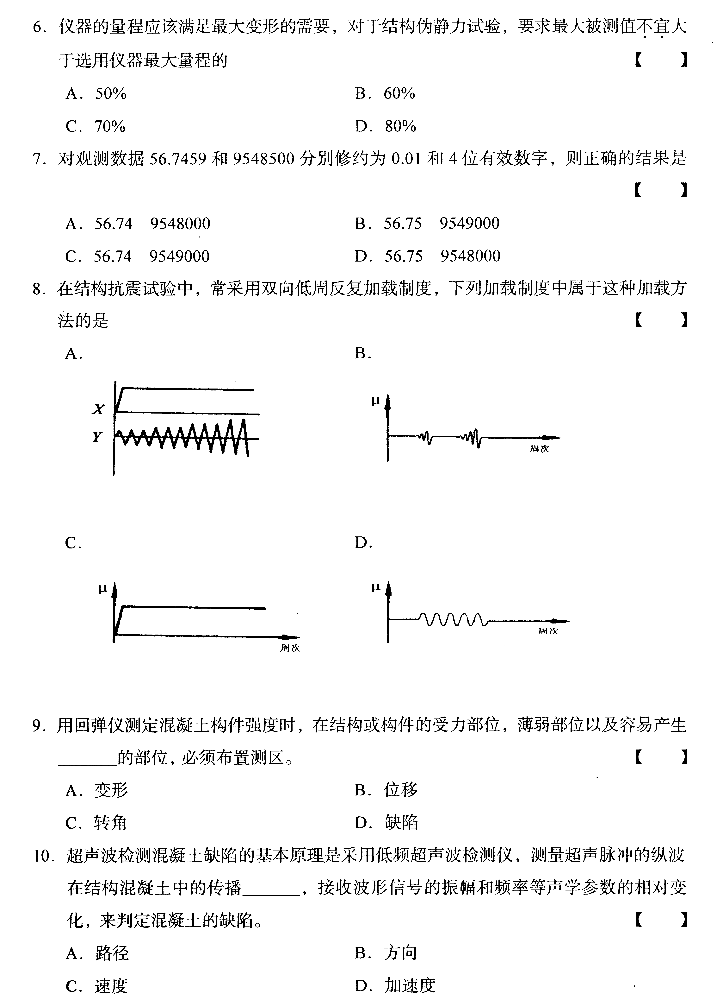 6. 仪器的量程应该满足最大变形的需要，对于结构伪静力试验，要求最大被测值不宜大
于选用仪器最大量程的 【 】
A. 50% B. 60%
C. 70% D. 80%
7. 对观测数据 56.7459 和 9548500 分别修约为 0.01 和 4 位有效数字，则正确的结果是
【 】
A. 56.74 9548000 B. 56.75 9549000
C. 56.74 9549000 D. 56.75 9548000
8. 在结构抗震试验中，常采用双向低周反复加载制度，下列加载制度中属于这种加载方
法的是 【 】
A. B.
X
Y
μ
周次
C. D.
μ
周次
μ
周次
9. 用回弹仪测定混凝土构件强度时，在结构或构件的受力部位，薄弱部位以及容易产生
______的部位，必须布置测区。 【 】
A. 变形 B. 位移
C. 转角 D. 缺陷
10. 超声波检测混凝土缺陷的基本原理是采用低频超声波检测仪，测量超声脉冲的纵波
在结构混凝土中的传播______，接收波形信号的振幅和频率等声学参数的相对变
化，来判定混凝土的缺陷。 【 】
A. 路径 B. 方向
C. 速度 D. 加速度